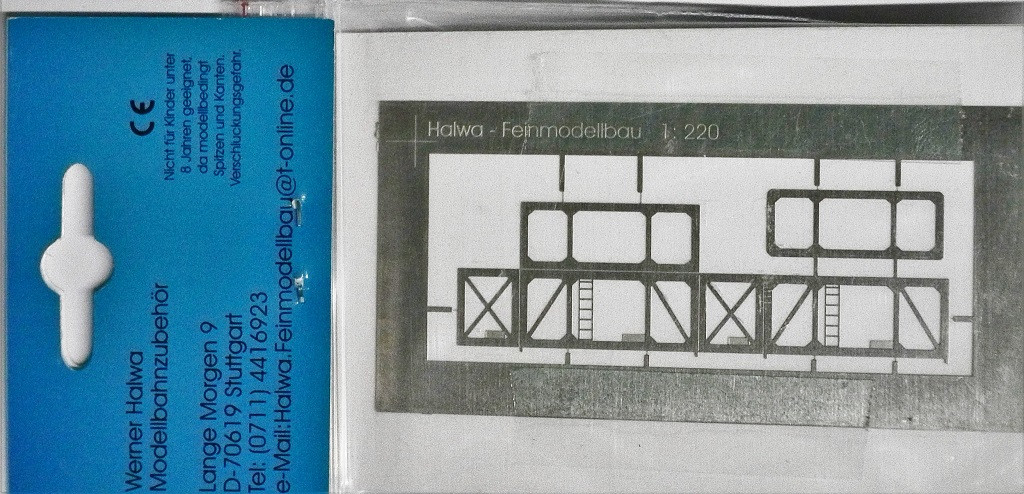 Werner Halwa
Modellbahnzubehör
Lange Morgen 9
D-70619 Stuttgart
Tel: (0711) 4416923
e-Mail:Halwa.Feinmodellbau@t-online.de
CE
Nicht für Kinder unter
8 Jahren geeignet,
da modellbedingt
Spitzen und Kanten.
Verschluckungsgefahr.
Halwa - Feinmodellbau 1: 220